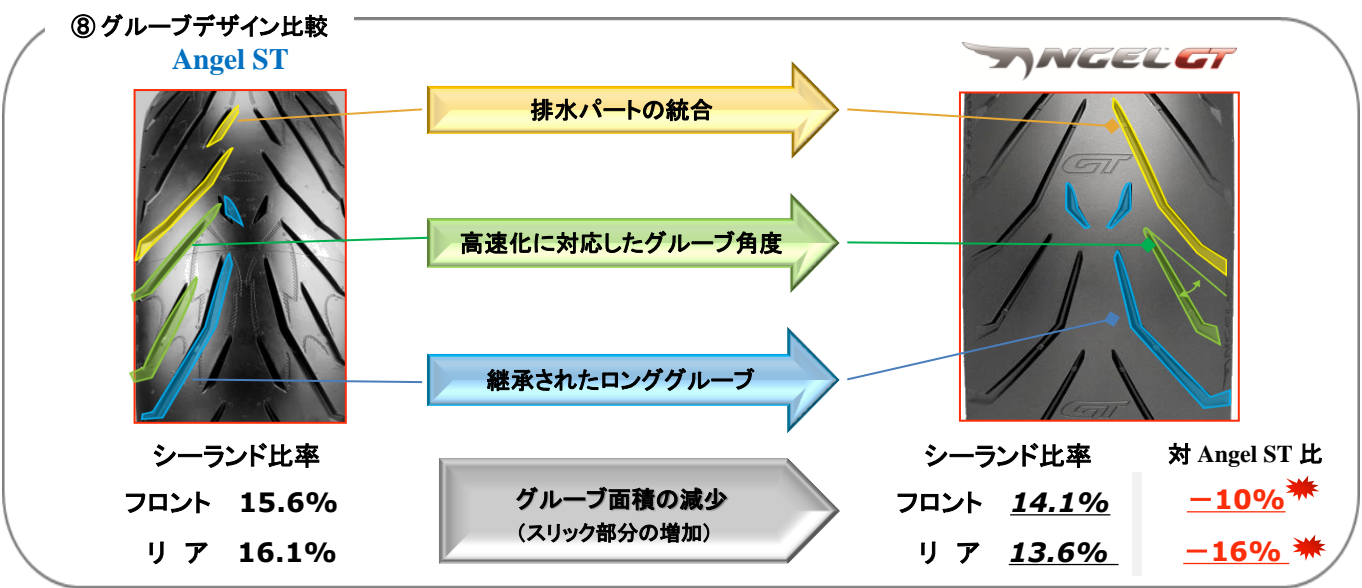 ⑧ グルーブデザイン比較
Angel ST
ANGEL GT
排水パートの統合
GT
高速化に対応したグルーブ角度
継承されたロンググルーブ
GT
シーランド比率
フロント 15.6%
リ ア 16.1%
グルーブ面積の減少
(スリック部分の増加)
シーランド比率
フロント 14.1%
リ ア 13.6%
対 Angel ST 比
－10%
－16%